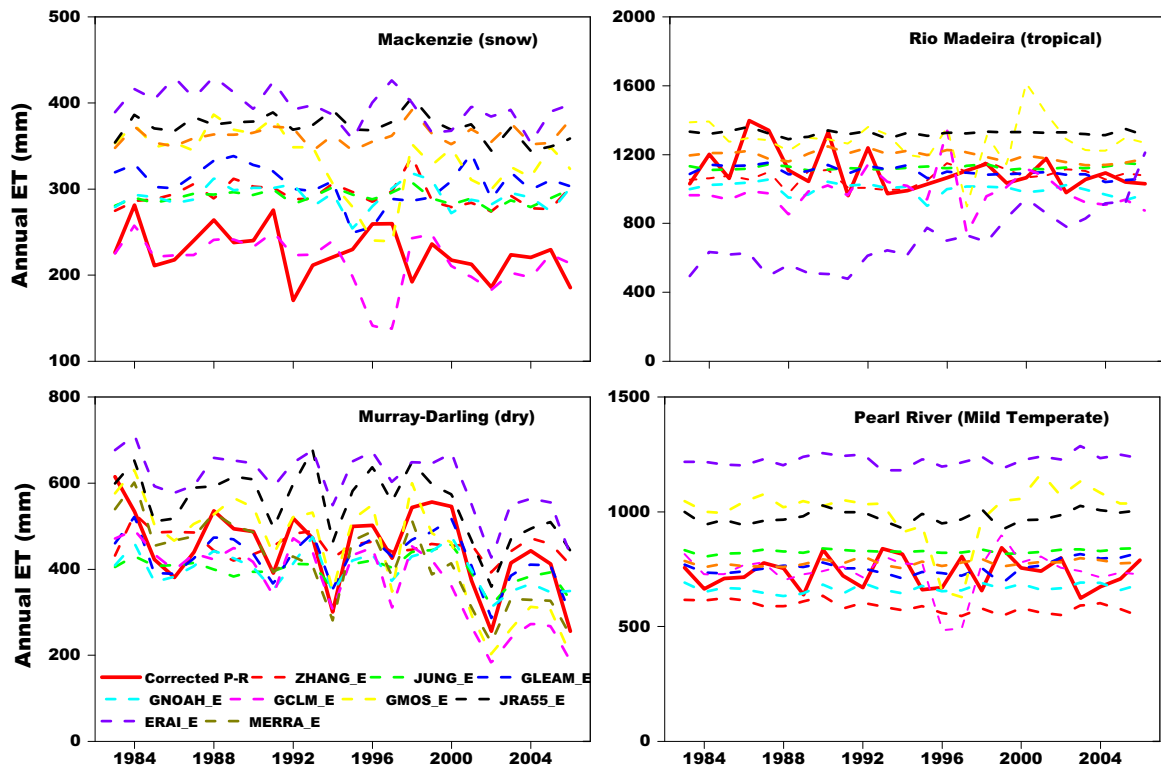 500
400
300
200
100
Annual ET (mm)
Mackenzie (snow)
2000
1600
1200
800
400
0
Rio Madeira (tropical)
800
600
400
200
0
Annual ET (mm)
Murray-Darling (dry)
Corrected P-R ZHANG_E JUNG_E GLEAM_E
GNOAH_E GCLM_E GMOS_E JRA55_E
ERAI_E MERRA_E
1984 1988 1992 1996 2000 2004
1500
1000
500
0
Pearl River (Mild Temperate)
1984 1988 1992 1996 2000 2004